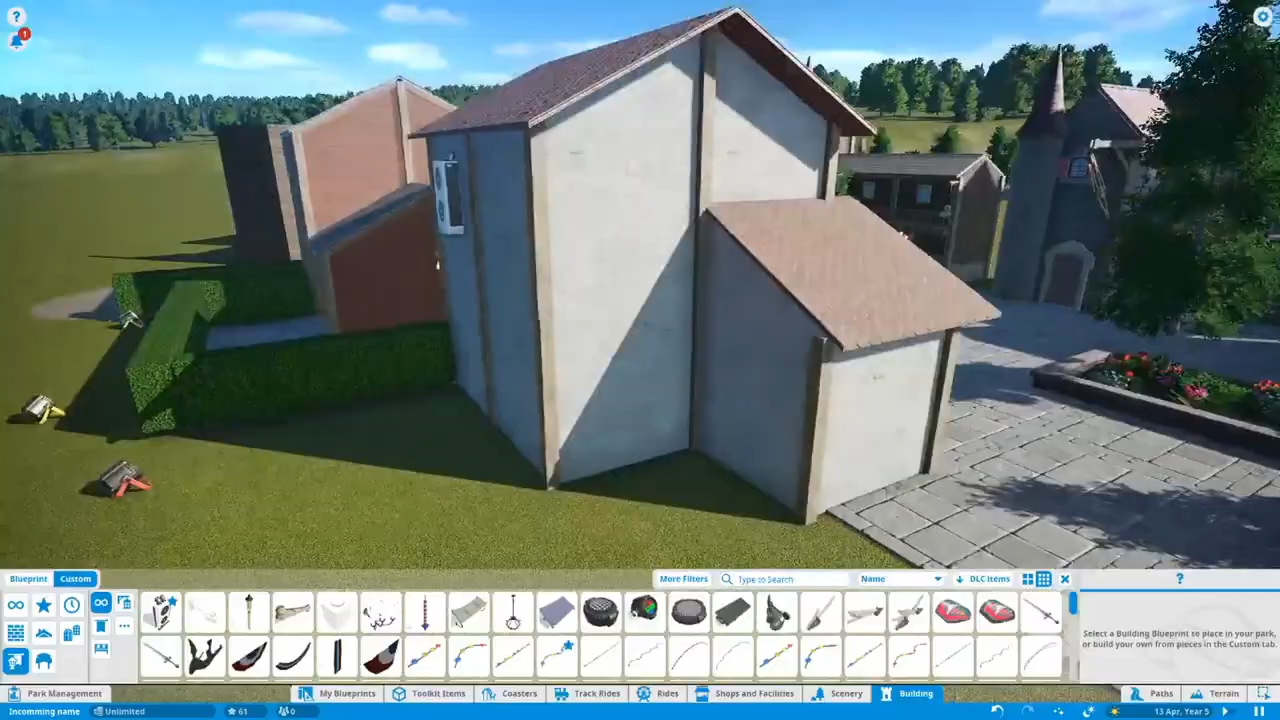 ?
1
Blueprint Custom More Filters Type to Search Name DLC Items ?
Select a Building Blueprint to place in your park,
or build your own from pieces in the Custom tab.
Park Management My Blueprints Toolkit Items Coasters Track Rides Rides Shops and Facilities Scenery Building Paths Terrain
Incoming name Unlimited 61 0 13 Apr, Year 5